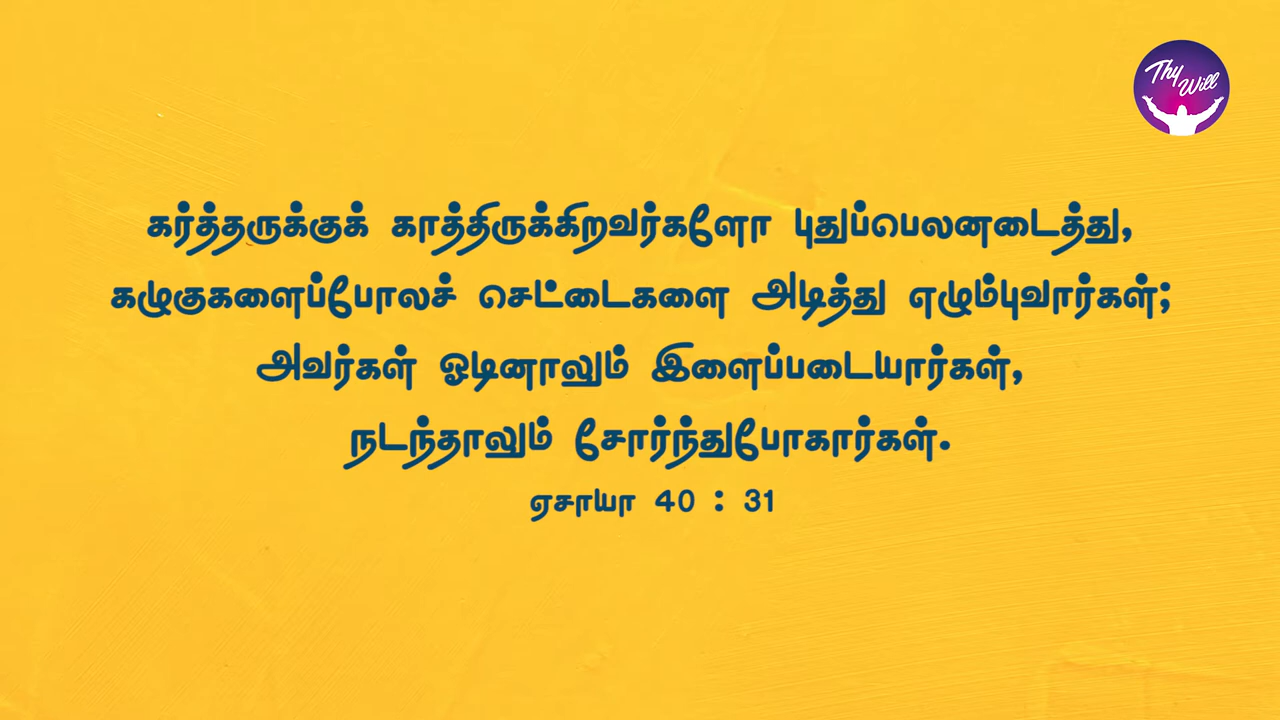 Thy Will
கர்த்தருக்குக் காத்திருக்கிறவர்களோ புதுப்பெலனடைத்து,
கழுகுகளைப்போலச் செட்டைகளை அடித்து எழும்புவார்கள்;
அவர்கள் ஓடினாலும் இளைப்படையார்கள்,
நடந்தாலும் சோர்ந்துபோகார்கள்.
ஏசாயா 40 : 31